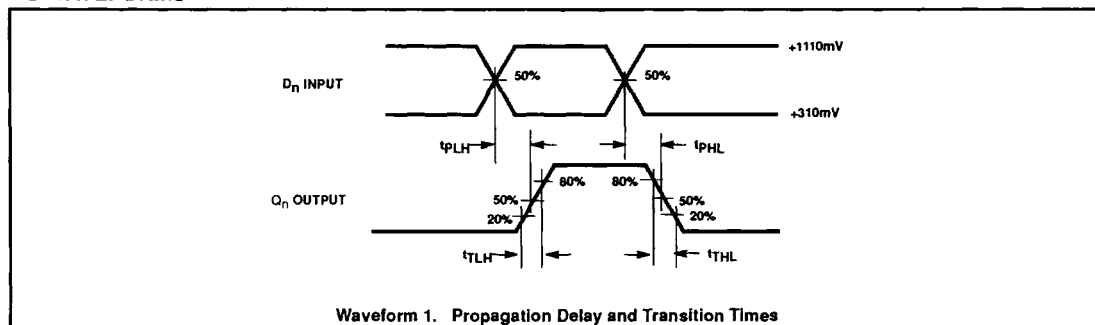 +1110mV
Dn INPUT
50%
50%
+310mV
tPLH
tPHL
Qn OUTPUT
80%
80%
50%
50%
20%
20%
tTLH
tTHL
Waveform 1. Propagation Delay and Transition Times